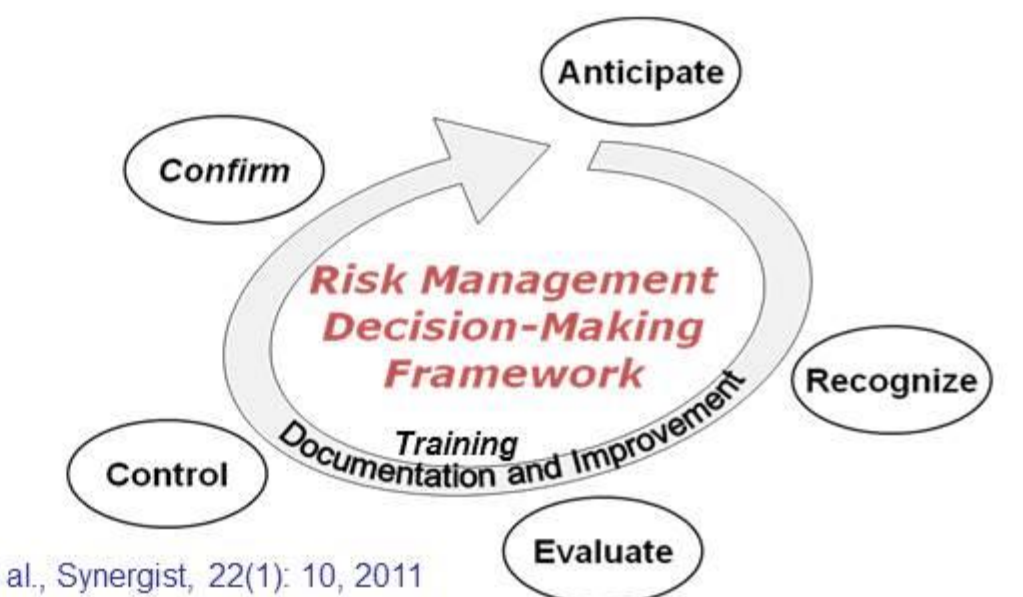 Anticipate
Confirm
Risk Management
Decision-Making
Framework
Recognize
Training
Documentation and Improvement
Control
Evaluate
al., Synergist, 22(1): 10, 2011